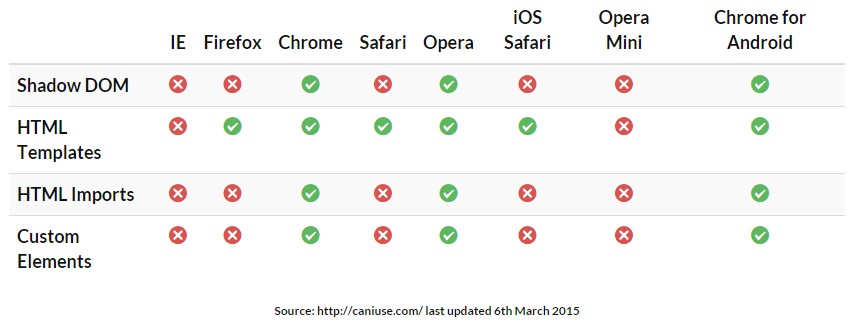 IE Firefox Chrome Safari Opera iOS Safari Opera Mini Chrome for Android
Shadow DOM
HTML Templates
HTML Imports
Custom Elements
Source: http://caniuse.com/ last updated 6th March 2015